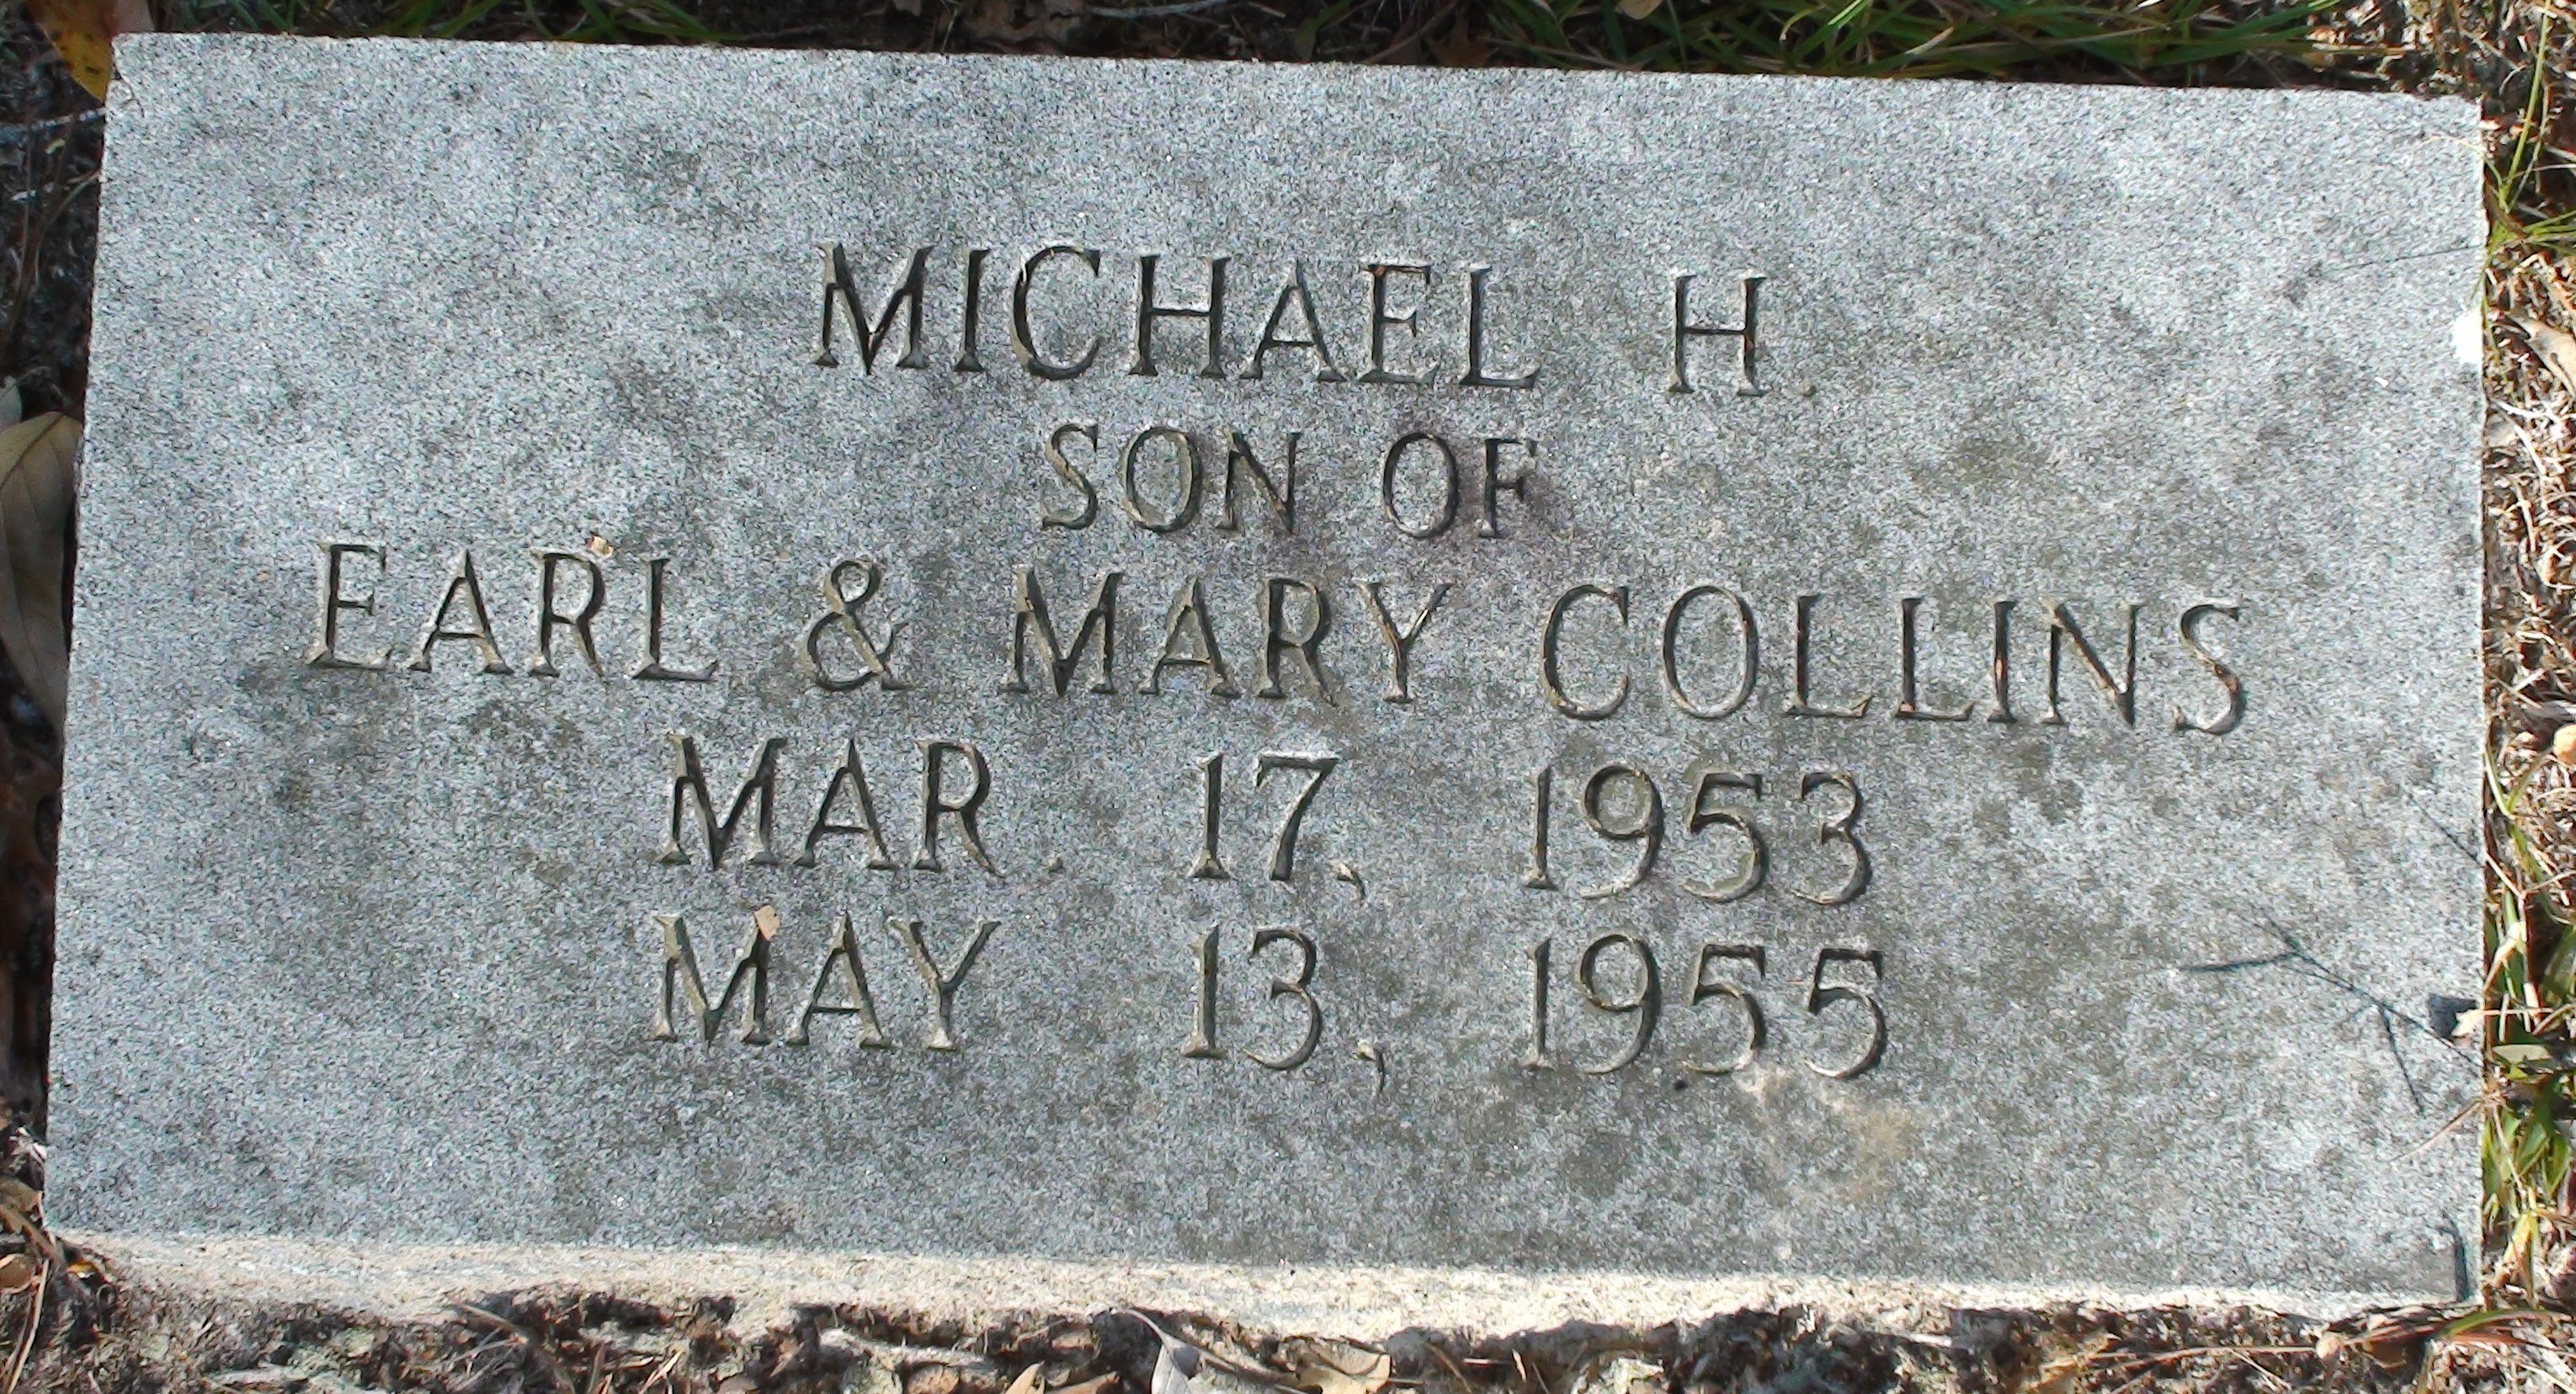 MICHAEL H.
SON OF
EARL & MARY COLLINS
MAR. 17, 1953
MAY 13, 1955